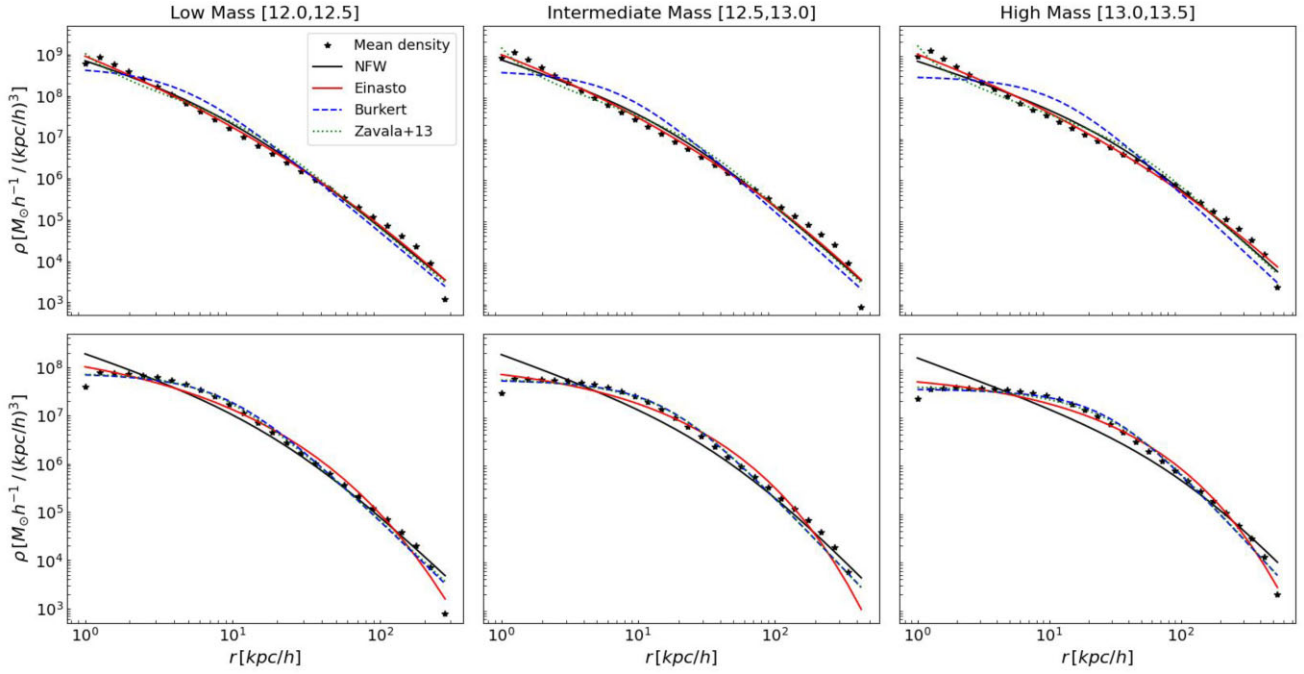 Low Mass [12.0,12.5]
Intermediate Mass [12.5,13.0]
High Mass [13.0,13.5]
Mean density
NFW
Einasto
Burkert
Zavala+13
10⁹
10⁸
10⁷
10⁶
10⁵
10⁴
10³
ρ [M⊙h⁻¹ / (kpc/h)³]
10⁸
10⁷
10⁶
10⁵
10⁴
10³
ρ [M⊙h⁻¹ / (kpc/h)³]
10⁰ 10¹ 10²
10⁰ 10¹ 10²
10⁰ 10¹ 10²
r [kpc/h]
r [kpc/h]
r [kpc/h]